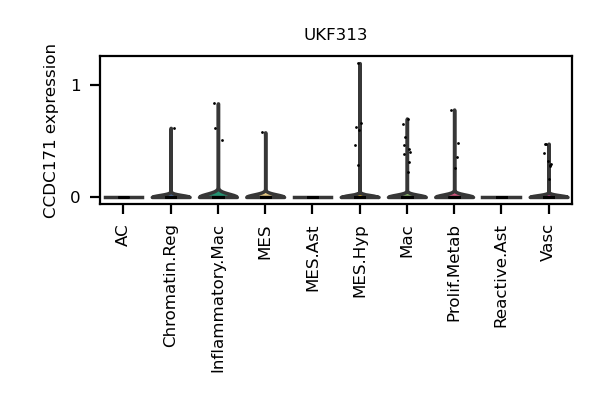 UKF313
CCDC171 expression
1
0
AC
Chromatin.Reg
Inflammatory.Mac
MES
MES.Ast
MES.Hyp
Mac
Prolif.Metab
Reactive.Ast
Vasc